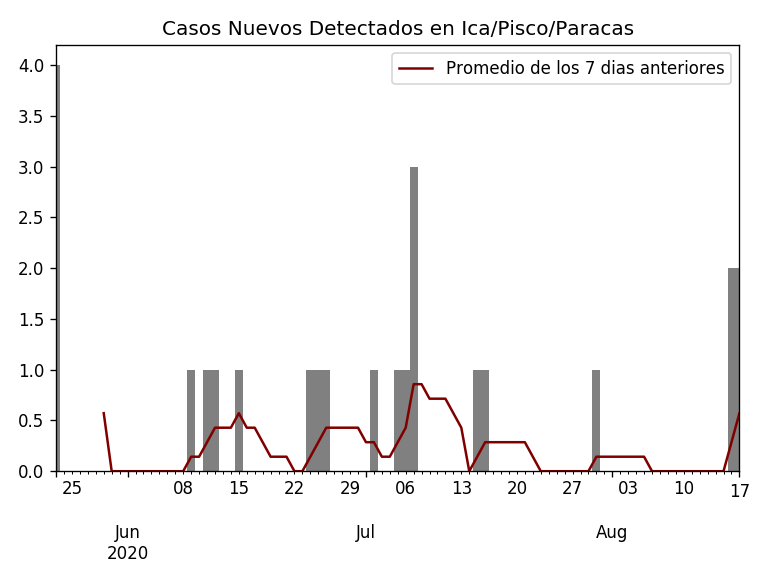 Casos Nuevos Detectados en Ica/Pisco/Paracas
Promedio de los 7 dias anteriores
4.0
3.5
3.0
2.5
2.0
1.5
1.0
0.5
0.0
25 08 15 22 29 06 13 20 27 03 10 17
Jun Jul Aug
2020